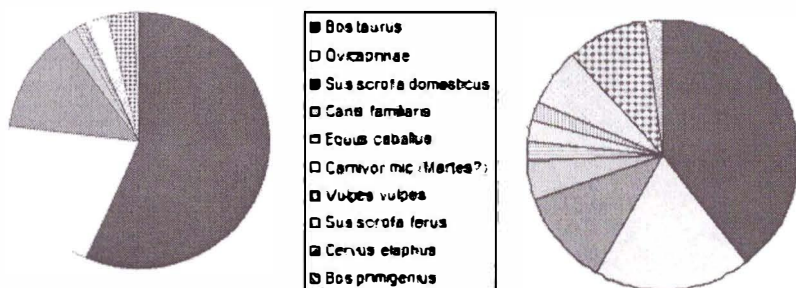 Bos taurus
Ovicaprinae
Sus scrofa domesticus
Canis familiaris
Equus caballus
Carnivor mic (Martes?)
Vulpes vulpes
Sus scrofa ferus
Cervus elaphus
Bos primigenius